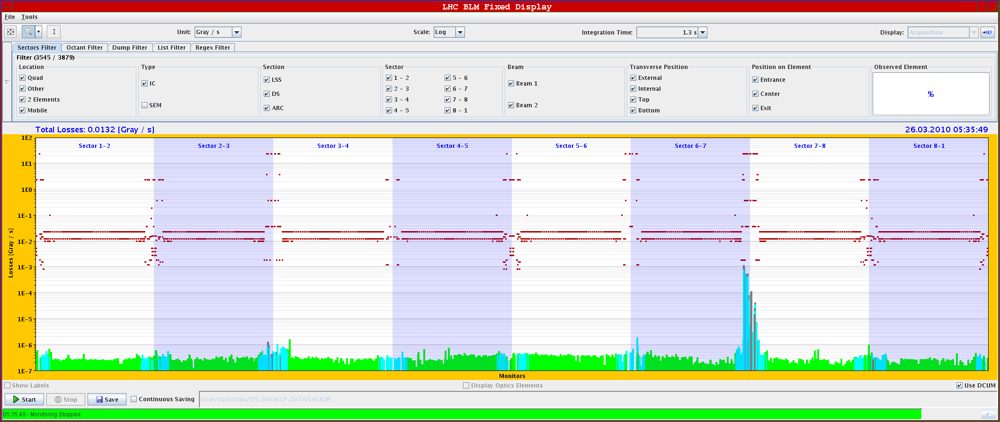 LHC BLM Fixed Display
File Tools
Unit: Gray / s Scale: Log Integration Time: 1.3 s Display: Acquisition →REF
Sectors Filter Octant Filter Dump Filter List Filter Regex Filter
Filter (3545 / 3879)
Location
Quad
Other
2 Elements
Mobile
Type
IC
SEM
Section
LSS
DS
ARC
Sector
1 - 2 5 - 6
2 - 3 6 - 7
3 - 4 7 - 8
4 - 5 8 - 1
Beam
Beam 1
Beam 2
Transverse Position
External
Internal
Top
Bottom
Position on Element
Entrance
Center
Exit
Observed Element
%
Total Losses: 0.0132 [Gray / s] 26.03.2010 05:35:49
Sector 1-2 Sector 2-3 Sector 3-4 Sector 4-5 Sector 5-6 Sector 6-7 Sector 7-8 Sector 8-1
Losses [Gray / s]
1E2
1E1
1E0
1E-1
1E-2
1E-3
1E-4
1E-5
1E-6
1E-7
Monitors
Show Labels Display Optics Elements Use DCUM
Start STOP Stop Save Continuous Saving /user/slops/data/SPS_DATA/OP_DATA/LHCBLM
05:35:49 - Monitoring Stopped.